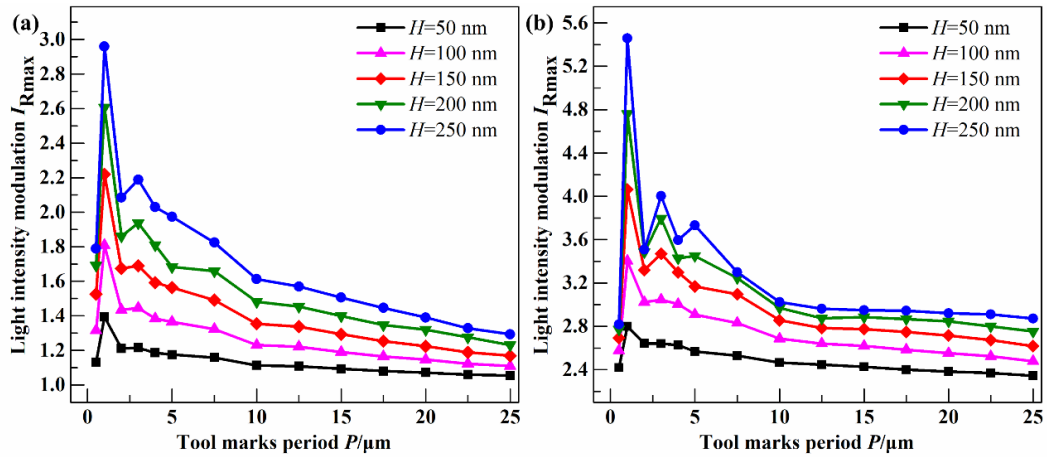 (a)
H=50 nm
H=100 nm
H=150 nm
H=200 nm
H=250 nm
3.0
2.8
2.6
2.4
2.2
2.0
1.8
1.6
1.4
1.2
1.0
Light intensity modulation I_Rmax
0 5 10 15 20 25
Tool marks period P/μm
(b)
H=50 nm
H=100 nm
H=150 nm
H=200 nm
H=250 nm
5.6
5.2
4.8
4.4
4.0
3.6
3.2
2.8
2.4
Light intensity modulation I_Rmax
0 5 10 15 20 25
Tool marks period P/μm